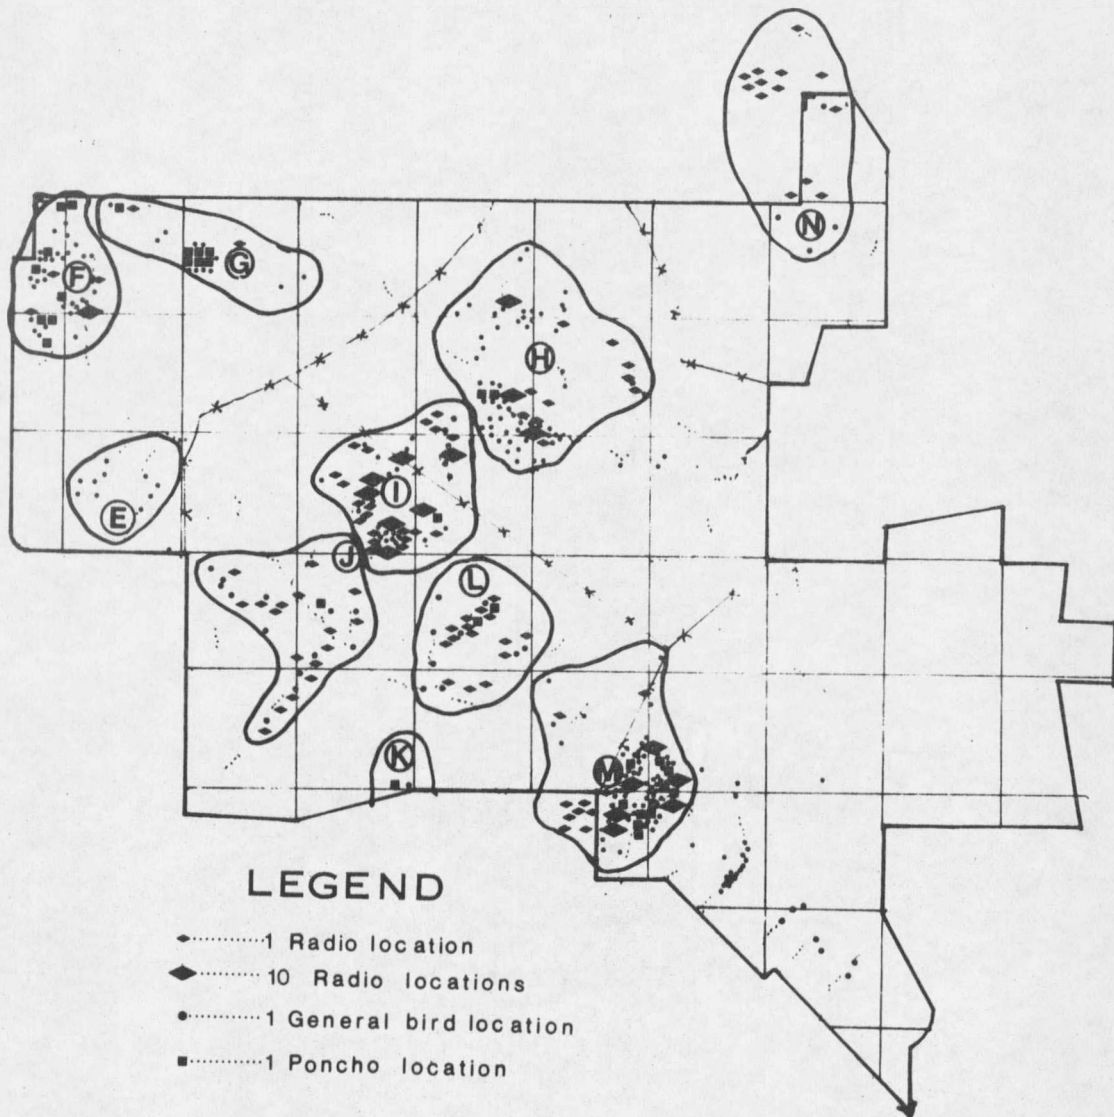 N
F
G
H
I
E
J
L
K
M
LEGEND
1 Radio location
10 Radio locations
1 General bird location
1 Poncho location